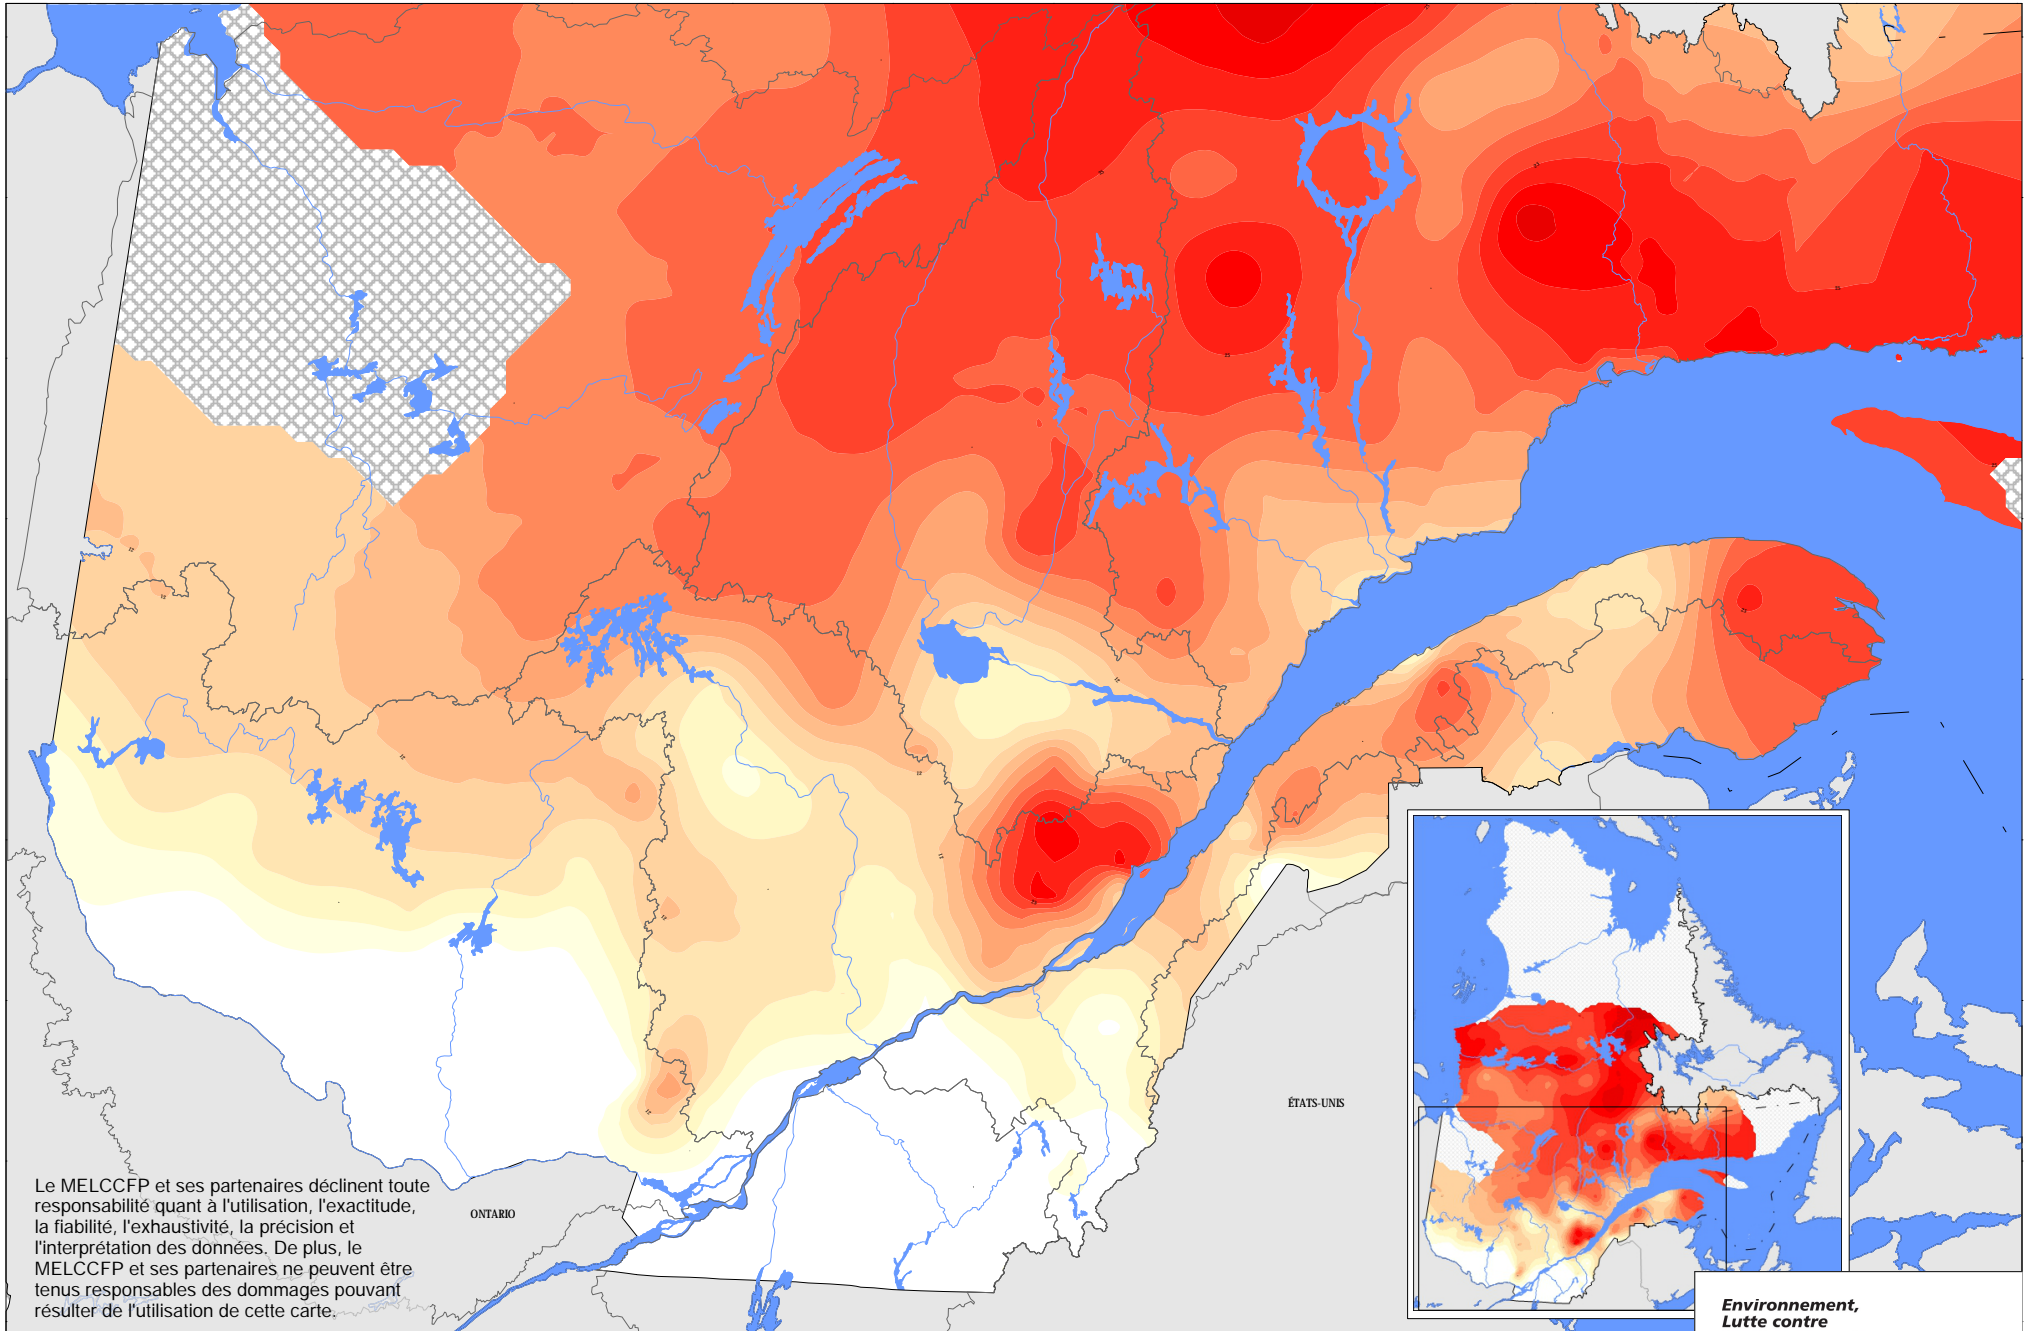 Le MELCCFP et ses partenaires déclinent toute
responsabilité quant à l'utilisation, l'exactitude,
la fiabilité, l'exhaustivité, la précision et
l'interprétation des données. De plus, le
MELCCFP et ses partenaires ne peuvent être
tenus responsables des dommages pouvant
résulter de l'utilisation de cette carte.
ONTARIO
ÉTATS-UNIS
Environnement,
Lutte contre